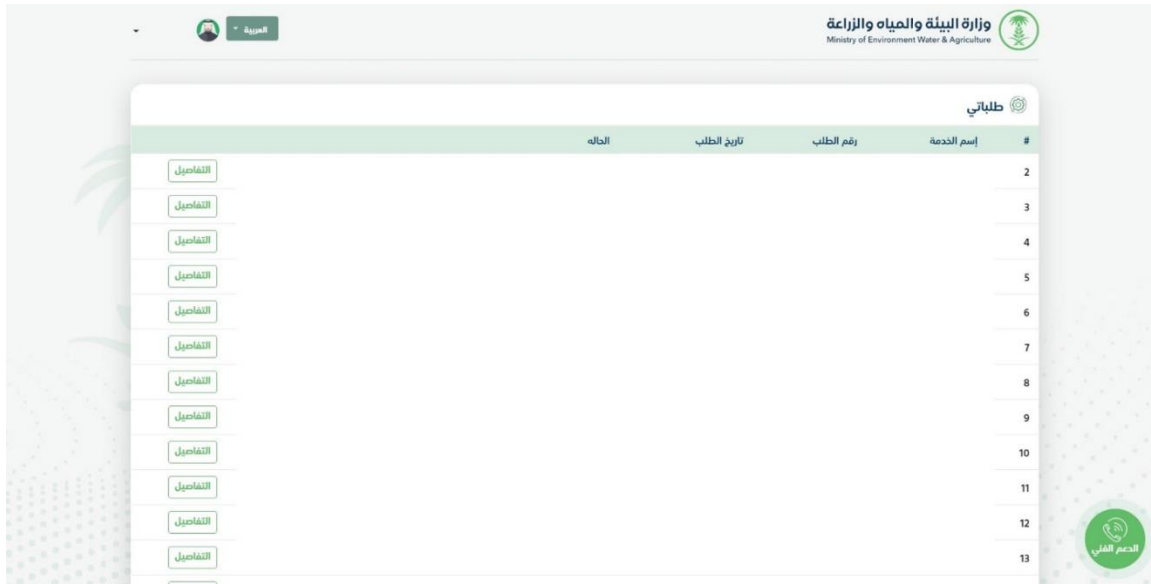 وزارة البيئة والمياه والزراعة
Ministry of Environment Water & Agriculture
العربية
طلباتي
# إسم الخدمة رقم الطلب تاريخ الطلب الحاله
2 التفاصيل
3 التفاصيل
4 التفاصيل
5 التفاصيل
6 التفاصيل
7 التفاصيل
8 التفاصيل
9 التفاصيل
10 التفاصيل
11 التفاصيل
12 التفاصيل
13 التفاصيل
الدعم الفني